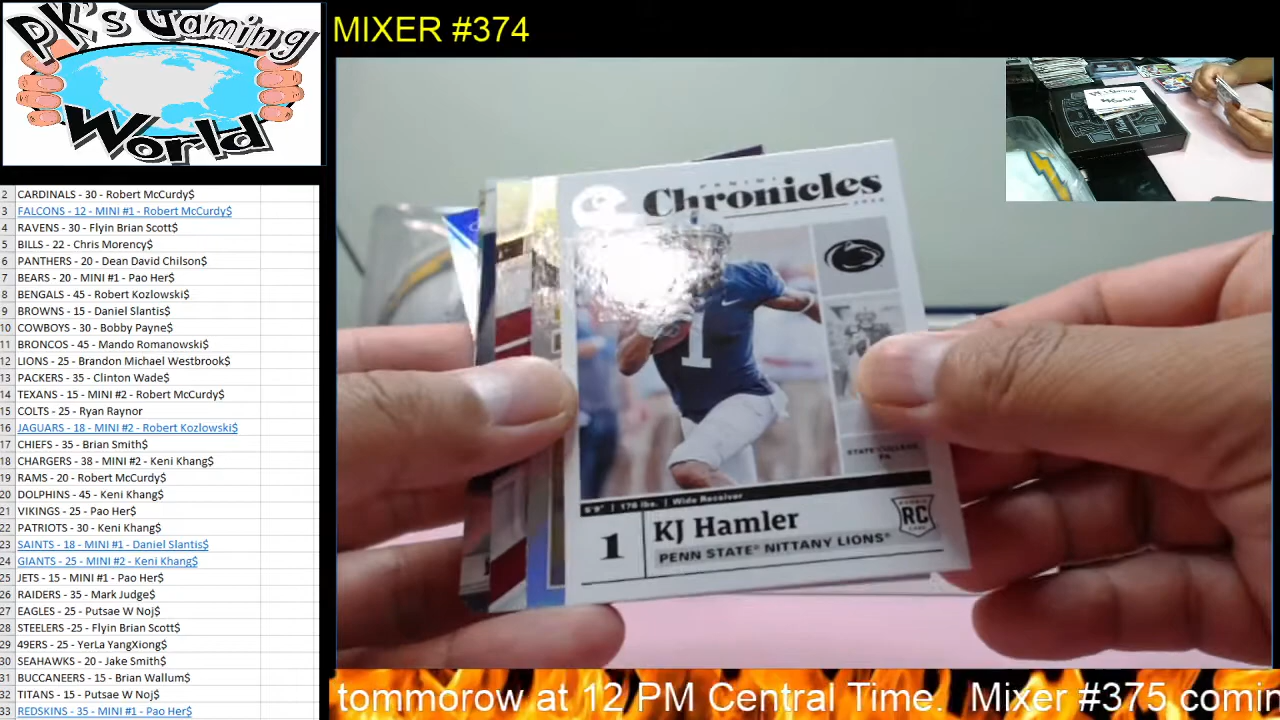 PK's Gaming
World
MIXER #374
2 CARDINALS - 30 - Robert McCurdy$
3 FALCONS - 12 - MINI #1 - Robert McCurdy$
4 RAVENS - 30 - Flyin Brian Scott$
5 BILLS - 22 - Chris Morency$
6 PANTHERS - 20 - Dean David Chilson$
7 BEARS - 20 - MINI #1 - Pao Her$
8 BENGALS - 45 - Robert Kozlowski$
9 BROWNS - 15 - Daniel Slantis$
10 COWBOYS - 30 - Bobby Payne$
11 BRONCOS - 45 - Mando Romanowski$
12 LIONS - 25 - Brandon Michael Westbrook$
13 PACKERS - 35 - Clinton Wade$
14 TEXANS - 15 - MINI #2 - Robert McCurdy$
15 COLTS - 25 - Ryan Raynor
16 JAGUARS - 18 - MINI #2 - Robert Kozlowski$
17 CHIEFS - 35 - Brian Smith$
18 CHARGERS - 38 - MINI #2 - Keni Khang$
19 RAMS - 20 - Robert McCurdy$
20 DOLPHINS - 45 - Keni Khang$
21 VIKINGS - 25 - Pao Her$
22 PATRIOTS - 30 - Keni Khang$
23 SAINTS - 18 - MINI #1 - Daniel Slantis$
24 GIANTS - 25 - MINI #2 - Keni Khang$
25 JETS - 15 - MINI #1 - Pao Her$
26 RAIDERS - 35 - Mark Judge$
27 EAGLES - 25 - Putsae W Noj$
28 STEELERS -25 - Flyin Brian Scott$
29 49ERS - 25 - YerLa YangXiong$
30 SEAHAWKS - 20 - Jake Smith$
31 BUCCANEERS - 15 - Brian Wallum$
32 TITANS - 15 - Putsae W Noj$
33 REDSKINS - 35 - MINI #1 - Pao Her$
PANINI
Chronicles
2020
STATE COLLEGE,
PA
5'9" | 178 lbs. | Wide Receiver
1
KJ Hamler
PENN STATE® NITTANY LIONS®
RC
1
tommorow at 12 PM Central Time. Mixer #375 comin